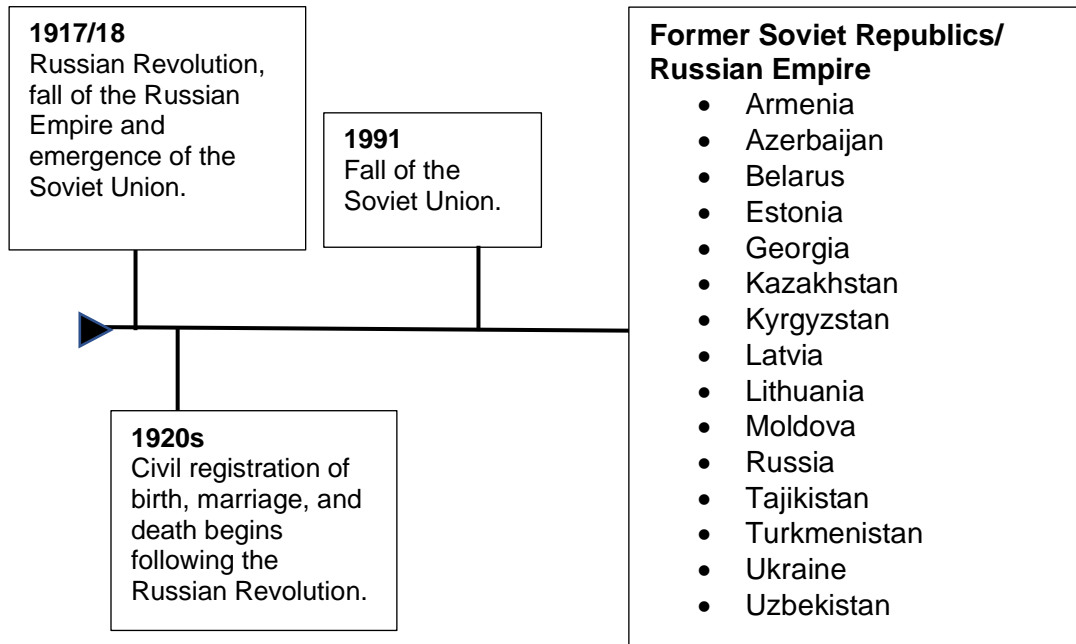 1917/18
Russian Revolution,
fall of the Russian
Empire and
emergence of the
Soviet Union.
1991
Fall of the
Soviet Union.
1920s
Civil registration of
birth, marriage, and
death begins
following the
Russian Revolution.
Former Soviet Republics/
Russian Empire
• Armenia
• Azerbaijan
• Belarus
• Estonia
• Georgia
• Kazakhstan
• Kyrgyzstan
• Latvia
• Lithuania
• Moldova
• Russia
• Tajikistan
• Turkmenistan
• Ukraine
• Uzbekistan